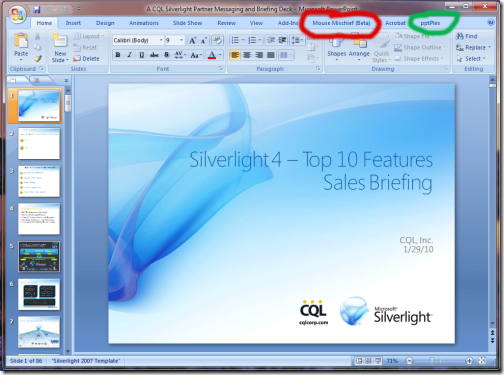 A CQL Silverlight Partner Messaging and Briefing Deck - Microsoft PowerPoint
Home Insert Design Animations Slide Show Review View Add-Ins Mouse Mischief (Beta) Acrobat pptPlex
Paste
New Slide
Layout
Reset
Delete
Calibri (Body) 9
Shapes Arrange Quick Styles
Shape Fill
Shape Outline
Shape Effects
Find
Replace
Select
Clipboard Slides Font Paragraph Drawing Editing
1
2
3
4
5
6
7
Silverlight 4 – Top 10 Features
Sales Briefing
CQL, Inc.
1/29/10
CQL
cqlcorp.com
Microsoft
Silverlight
Slide 1 of 86 "Silverlight 2007 Template" 71%